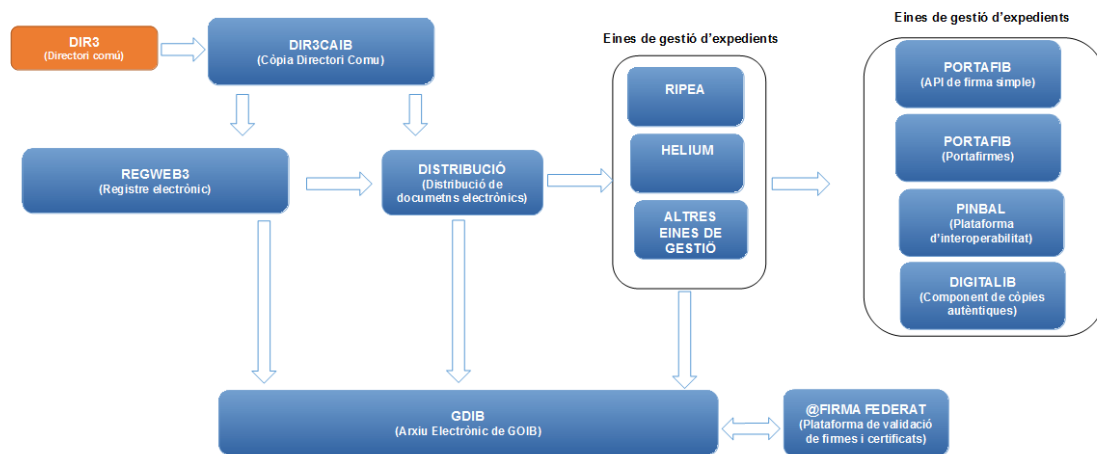 DIR3
(Directori comú)
DIR3CAIB
(Còpia Directori Comu)
Eines de gestió d'expedients
Eines de gestió d'expedients
RIPEA
HELIUM
ALTRES
EINES DE
GESTIÖ
PORTAFIB
(API de firma simple)
PORTAFIB
(Portafirmes)
PINBAL
(Plataforma
d'interoperabilitat)
DIGITALIB
(Component de còpies
autèntiques)
REGWEB3
(Registre electrònic)
DISTRIBUCIÓ
(Distribució de
documetns electrònics)
GDIB
(Arxiu Electrònic de GOIB)
@FIRMA FEDERAT
(Plataforma de validació
de firmes i certificats)